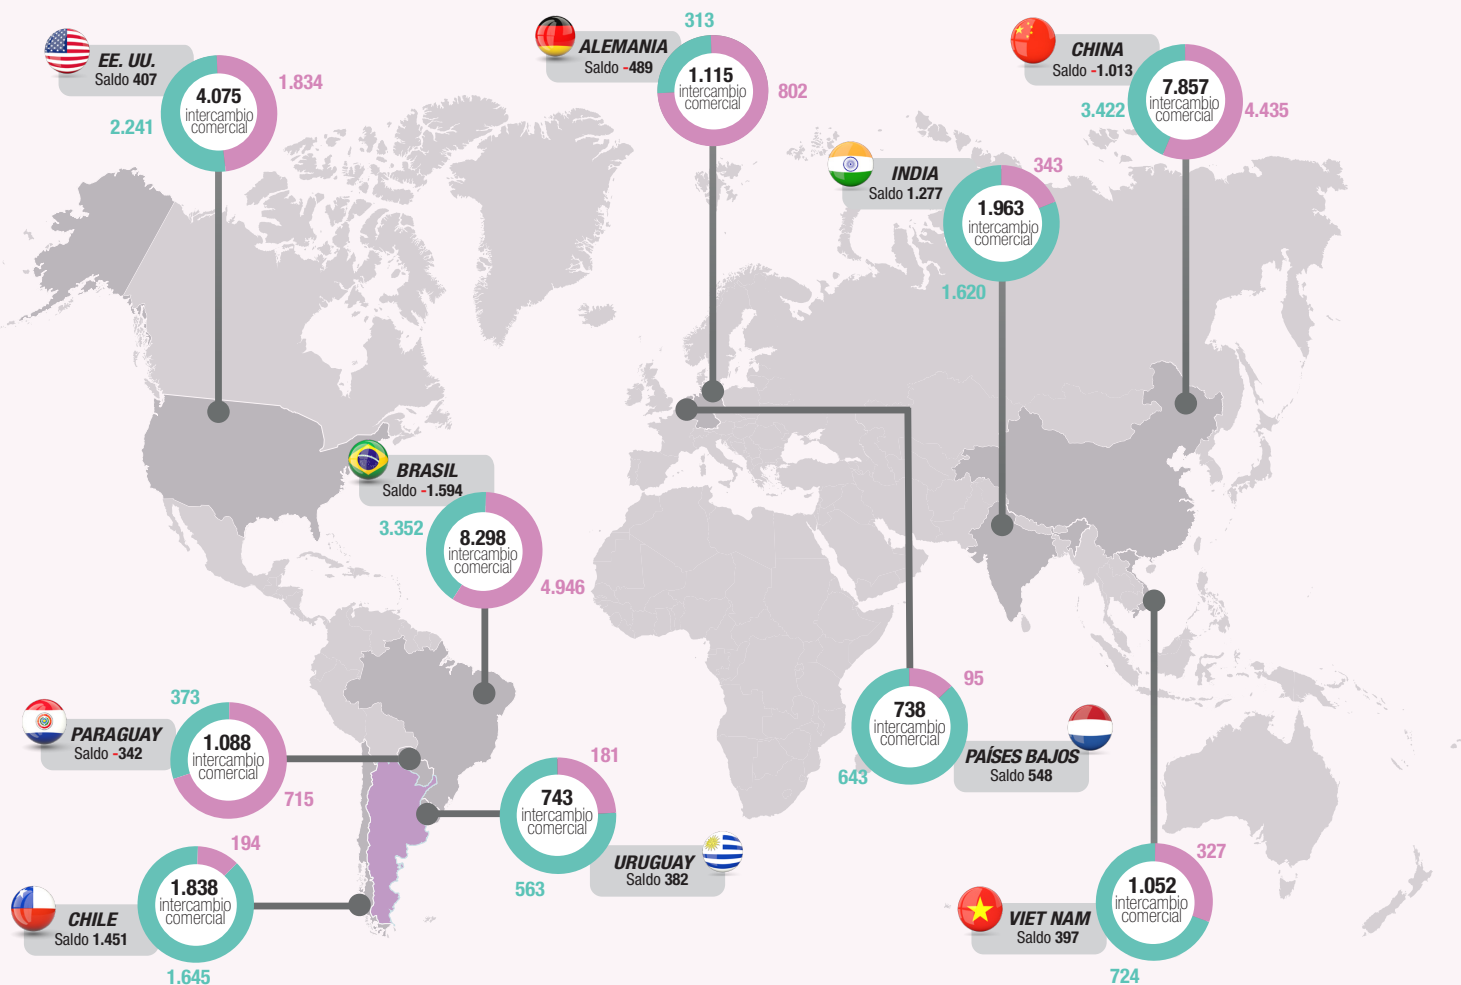 EE. UU.
Saldo 407
4.075
intercambio
comercial
1.834
2.241
ALEMANIA
Saldo -489
313
1.115
intercambio
comercial
802
CHINA
Saldo -1.013
7.857
intercambio
comercial
3.422
4.435
INDIA
Saldo 1.277
343
1.963
intercambio
comercial
1.620
BRASIL
Saldo -1.594
3.352
8.298
intercambio
comercial
4.946
PARAGUAY
Saldo -342
373
1.088
intercambio
comercial
715
181
743
intercambio
comercial
563
URUGUAY
Saldo 382
95
738
intercambio
comercial
643
PAÍSES BAJOS
Saldo 548
CHILE
Saldo 1.451
194
1.838
intercambio
comercial
1.645
VIET NAM
Saldo 397
327
1.052
intercambio
comercial
724